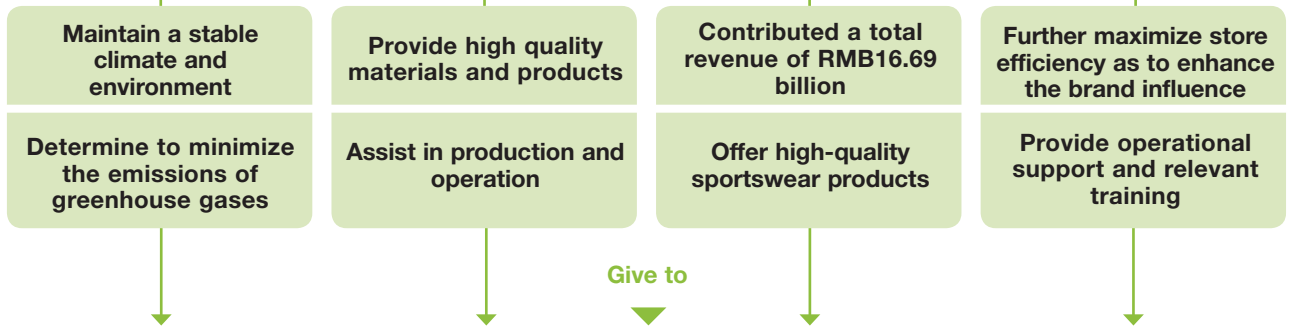 Maintain a stable
climate and
environment
Provide high quality
materials and products
Contributed a total
revenue of RMB16.69
billion
Further maximize store
efficiency as to enhance
the brand influence
Determine to minimize
the emissions of
greenhouse gases
Assist in production and
operation
Offer high-quality
sportswear products
Provide operational
support and relevant
training
Give to